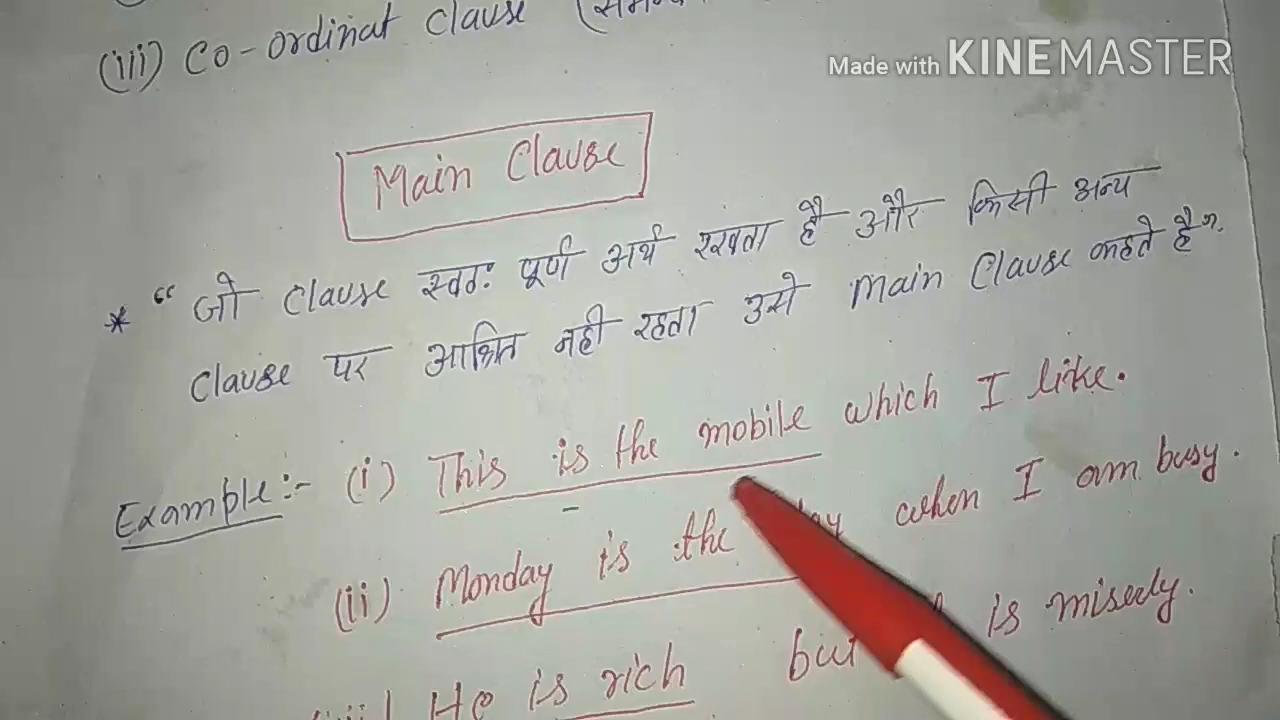 (iii) Co-ordinat clause
Made with KINEMASTER
Main Clause
* “ जो clause स्वतः पूर्ण अर्थ रखता है और किसी अन्य
Clause पर आश्रित नही रहता उसे main Clause कहते है”.
Example:- (i) This is the mobile which I like.
(ii) Monday is the when I am busy.
He is rich but is miserly.